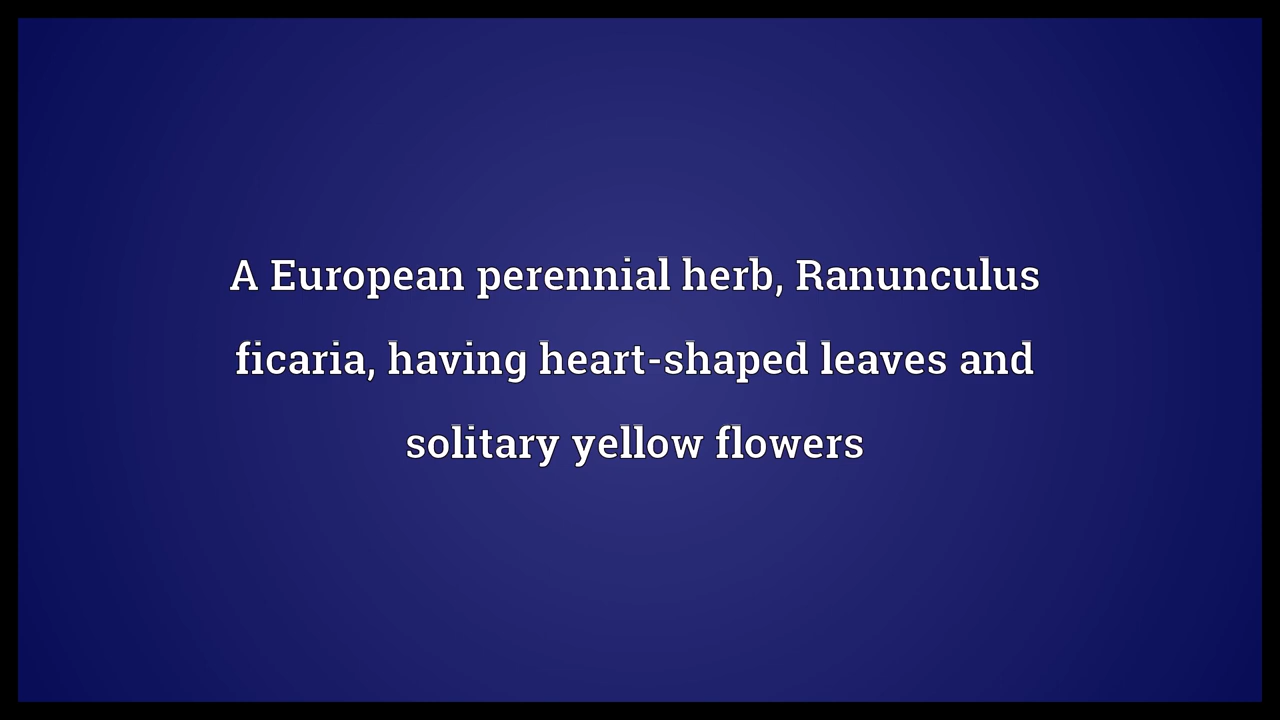 A European perennial herb, Ranunculus
ficaria, having heart-shaped leaves and
solitary yellow flowers